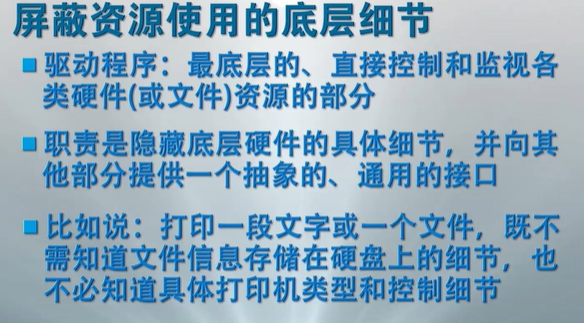 屏蔽资源使用的底层细节
驱动程序：最底层的、直接控制和监视各
类硬件(或文件)资源的部分
职责是隐藏底层硬件的具体细节，并向其
他部分提供一个抽象的、通用的接口
比如说：打印一段文字或一个文件，既不
需知道文件信息存储在硬盘上的细节，也
不必知道具体打印机类型和控制细节